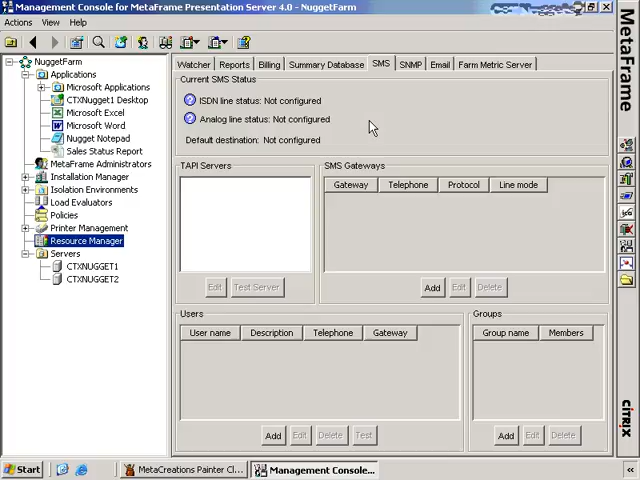 Management Console for MetaFrame Presentation Server 4.0 - NuggetFarm
Actions View Help
NuggetFarm
Applications
Microsoft Applications
CTXNugget1 Desktop
Microsoft Excel
Microsoft Word
Nugget Notepad
Sales Status Report
MetaFrame Administrators
Installation Manager
Isolation Environments
Load Evaluators
Policies
Printer Management
Resource Manager
Servers
CTXNUGGET1
CTXNUGGET2
Watcher Reports Billing Summary Database SMS SNMP Email Farm Metric Server
Current SMS Status
ISDN line status: Not configured
Analog line status: Not configured
Default destination: Not configured
TAPI Servers
Edit Test Server
SMS Gateways
Gateway Telephone Protocol Line mode
Add Edit Delete
Users
User name Description Telephone Gateway
Add Edit Delete Test
Groups
Group name Members
Add Edit Delete
MetaFrame
CITRIX
Start MetaCreations Painter Cl... Management Console...